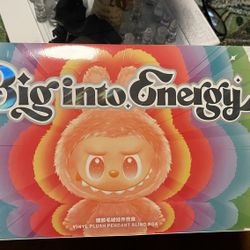 Big into Energy
VINYL PLUSH PENDANT BLIND BOX